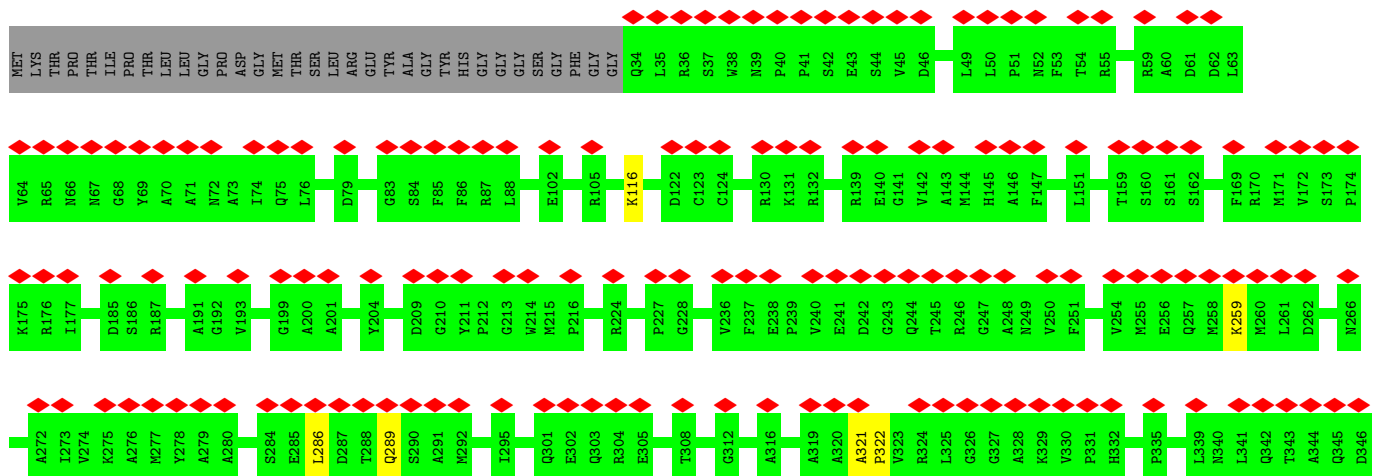 MET LYS THR PRO THR ILE PRO THR LEU LEU GLY PRO ASP GLY MET THR SER LEU ARG GLU TYR ALA GLY TYR HIS GLY GLY GLY SER GLY PHE GLY GLY Q34 L35 R36 S37 W38 N39 P40 P41 S42 E43 S44 V45 D46 L49 L50 P51 N52 F53 T54 R55 R59 A60 D61 D62 L63
V64 R65 N66 N67 G68 Y69 A70 A71 N72 A73 I74 Q75 L76 D79 G83 S84 F85 F86 R87 L88 E102 R105 K116 D122 C123 C124 R130 K131 R132 R139 E140 G141 V142 A143 M144 H145 A146 F147 L151 T159 S160 S161 S162 F169 R170 M171 V172 S173 P174
K175 R176 I177 D185 S186 R187 A191 G192 V193 G199 A200 A201 Y204 D209 G210 Y211 P212 G213 W214 M215 P216 R224 P227 G228 V236 F237 E238 P239 V240 E241 D242 G243 Q244 T245 R246 G247 A248 N249 V250 F251 V254 M255 E256 Q257 M258 K259 M260 L261 D262 N266
A272 I273 V274 K275 A276 M277 Y278 A279 A280 S284 E285 L286 D287 T288 Q289 S290 A291 M292 I295 Q301 E302 Q303 R304 E305 T308 G312 A316 A319 A320 A321 P322 V323 R324 L325 G326 G327 A328 K329 V330 P331 H332 P335 L339 N340 L341 Q342 T343 A344 Q345 D346